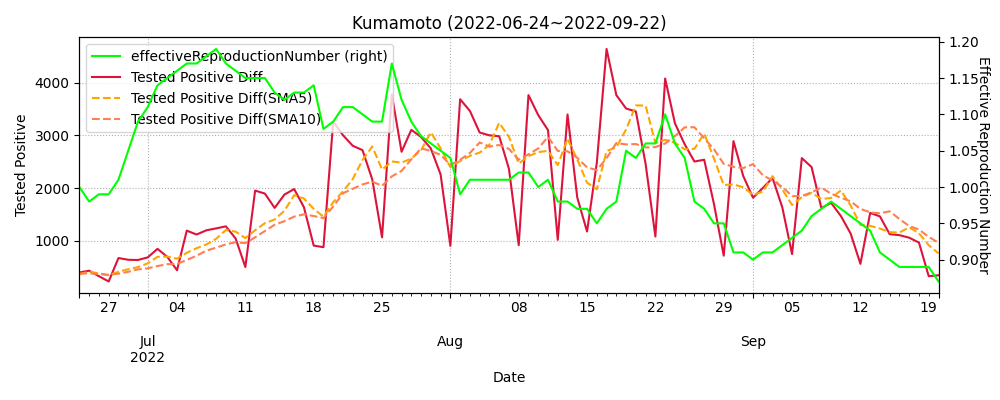 Kumamoto (2022-06-24~2022-09-22)
effectiveReproductionNumber (right)
Tested Positive Diff
Tested Positive Diff(SMA5)
Tested Positive Diff(SMA10)
Tested Positive
4000
3000
2000
1000
1.20
1.15
1.10
1.05
1.00
0.95
0.90
Effective Reproduction Number
27 04 11 18 25 08 15 22 29 05 12 19
Jul Aug Sep
2022
Date